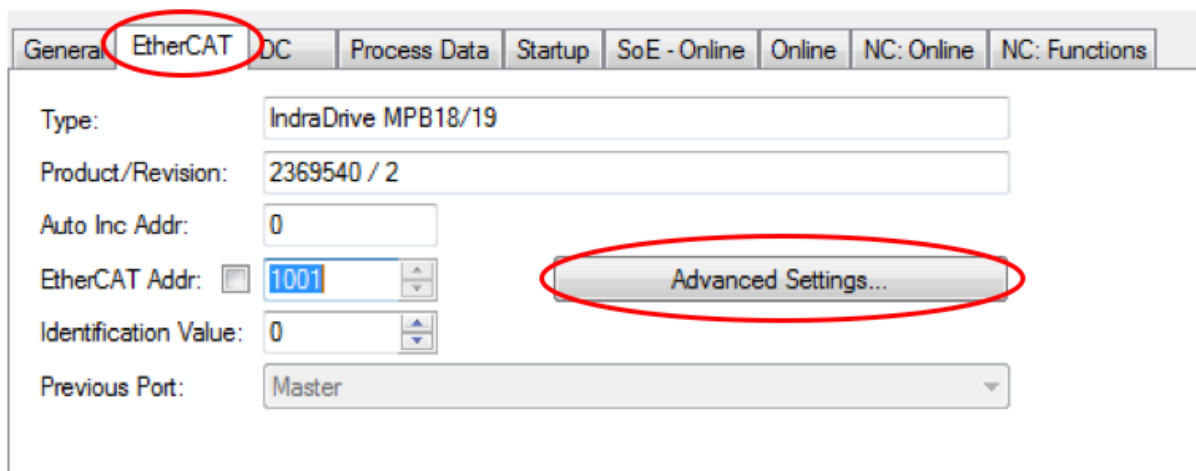 General EtherCAT DC Process Data Startup SoE - Online Online NC: Online NC: Functions
Type: IndraDrive MPB18/19
Product/Revision: 2369540 / 2
Auto Inc Addr: 0
EtherCAT Addr: 1001 Advanced Settings...
Identification Value: 0
Previous Port: Master